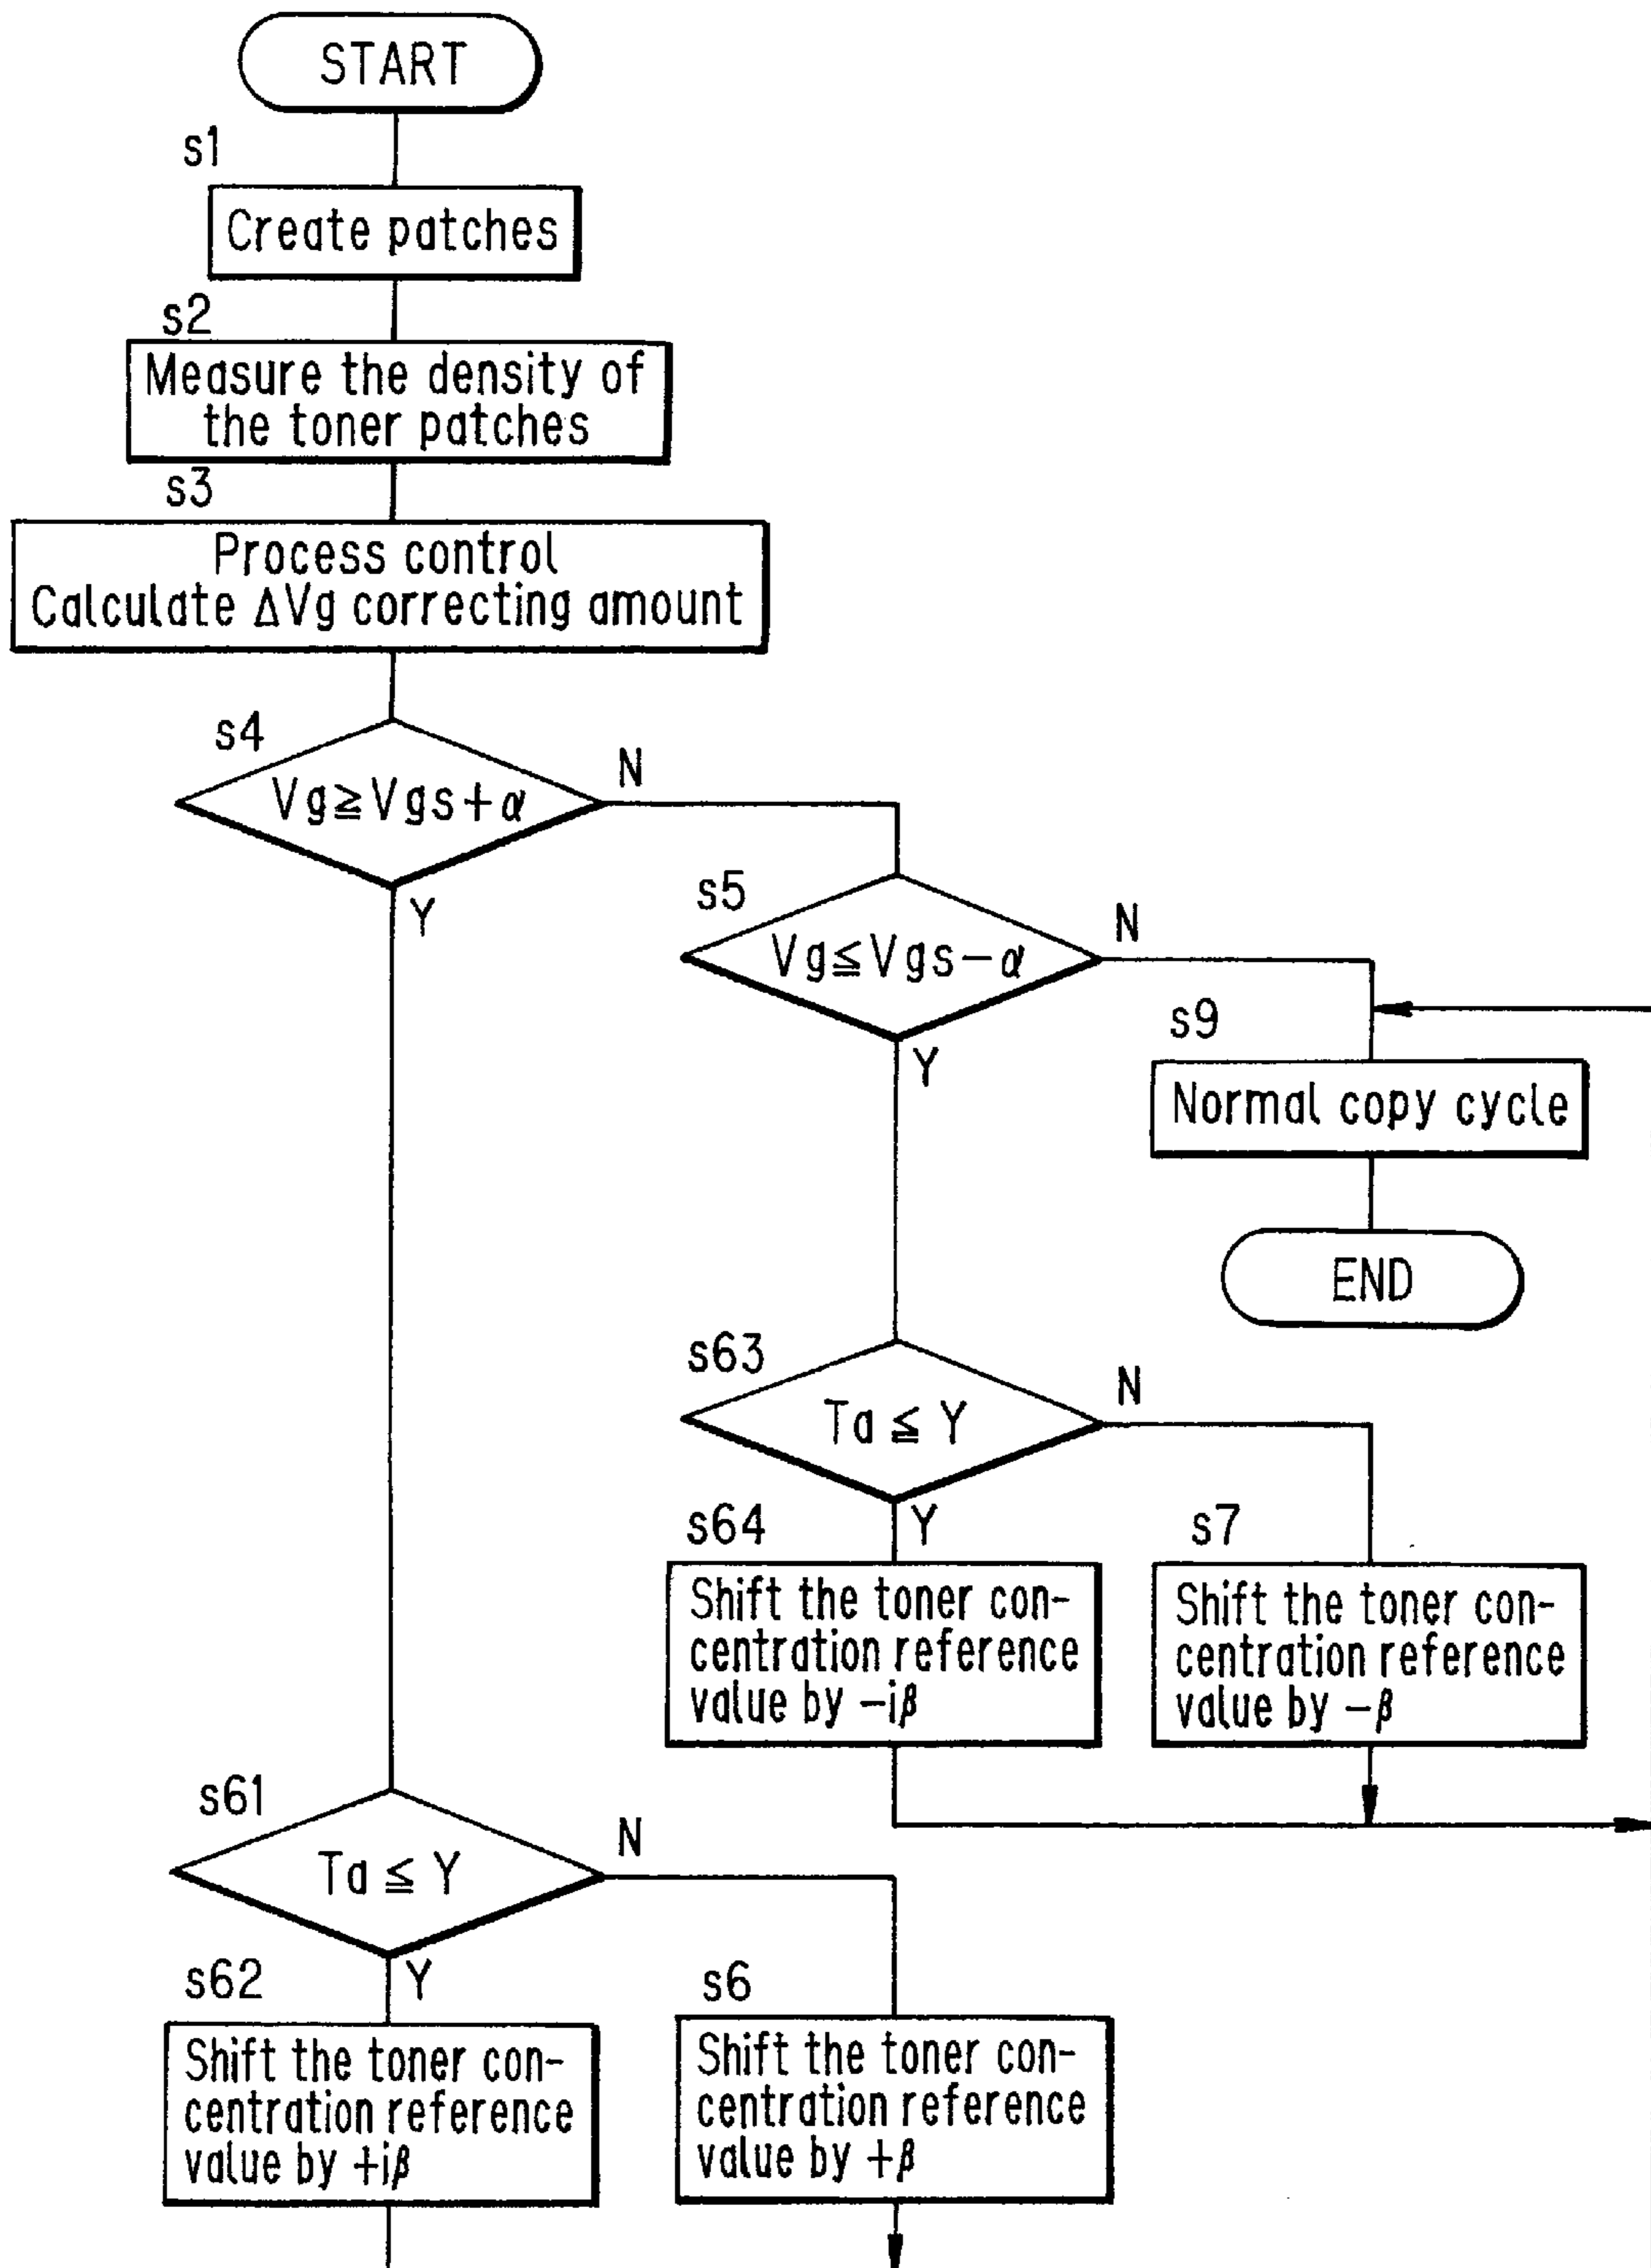 START
s1
Create patches
s2
Measure the density of
the toner patches
s3
Process control
Calculate ΔVg correcting amount
s4
Vg≧Vgs+α
N
Y
s5
Vg≦Vgs−α
N
Y
s9
Normal copy cycle
END
s63
Ta ≦ Y
N
Y
s64
Shift the toner con-
centration reference
value by −iβ
s7
Shift the toner con-
centration reference
value by −β
s61
Ta ≦ Y
N
Y
s62
Shift the toner con-
centration reference
value by +iβ
s6
Shift the toner con-
centration reference
value by +β